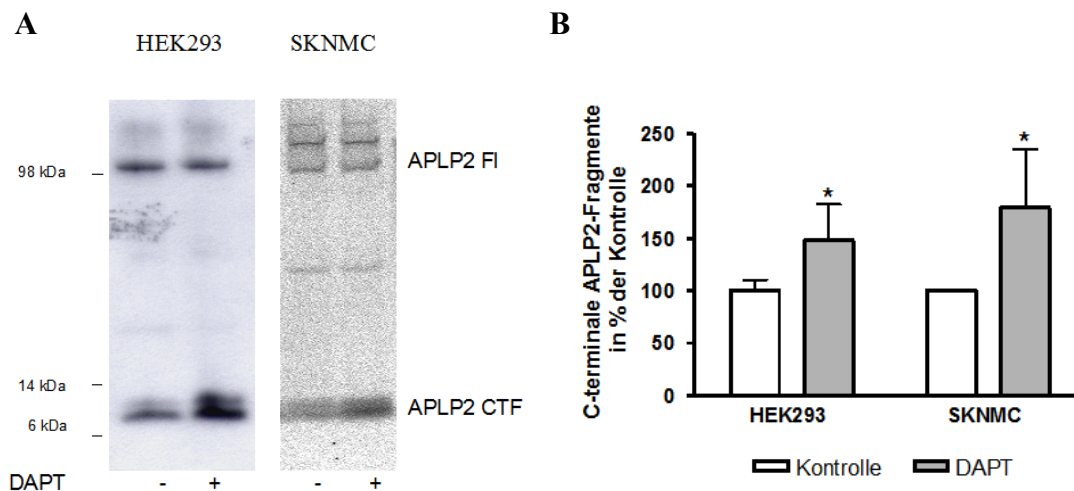 A
HEK293 SKNMC
98 kDa
APLP2 Fl
14 kDa
6 kDa
APLP2 CTF
DAPT - + - +
B
C-terminale APLP2-Fragmente
in % der Kontrolle
250
200
150
100
50
0
* *
HEK293 SKNMC
Kontrolle DAPT